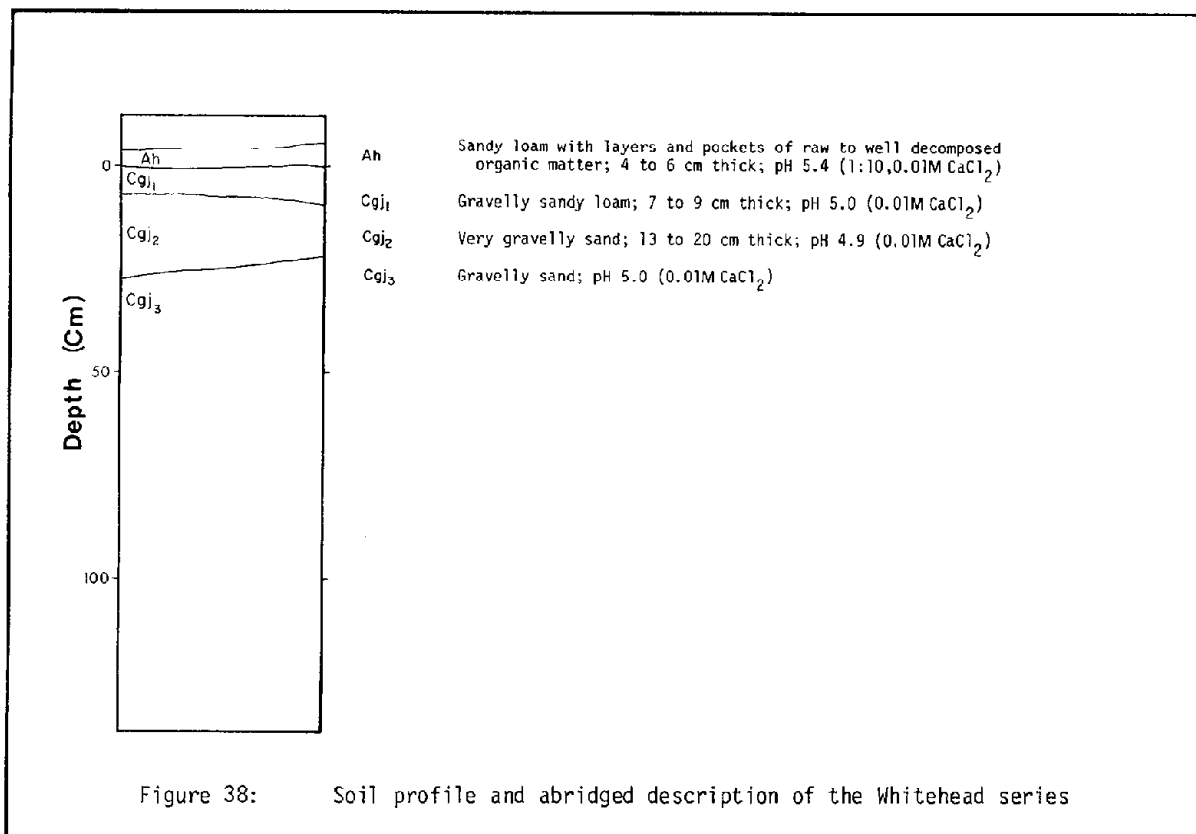 Depth (Cm)
0
50
100
Ah
Cgj₁
Cgj₂
Cgj₃
Ah Sandy loam with layers and pockets of raw to well decomposed
organic matter; 4 to 6 cm thick; pH 5.4 (1:10,0.01M CaCl₂)
Cgj₁ Gravelly sandy loam; 7 to 9 cm thick; pH 5.0 (0.01M CaCl₂)
Cgj₂ Very gravelly sand; 13 to 20 cm thick; pH 4.9 (0.01M CaCl₂)
Cgj₃ Gravelly sand; pH 5.0 (0.01M CaCl₂)
Figure 38: Soil profile and abridged description of the Whitehead series